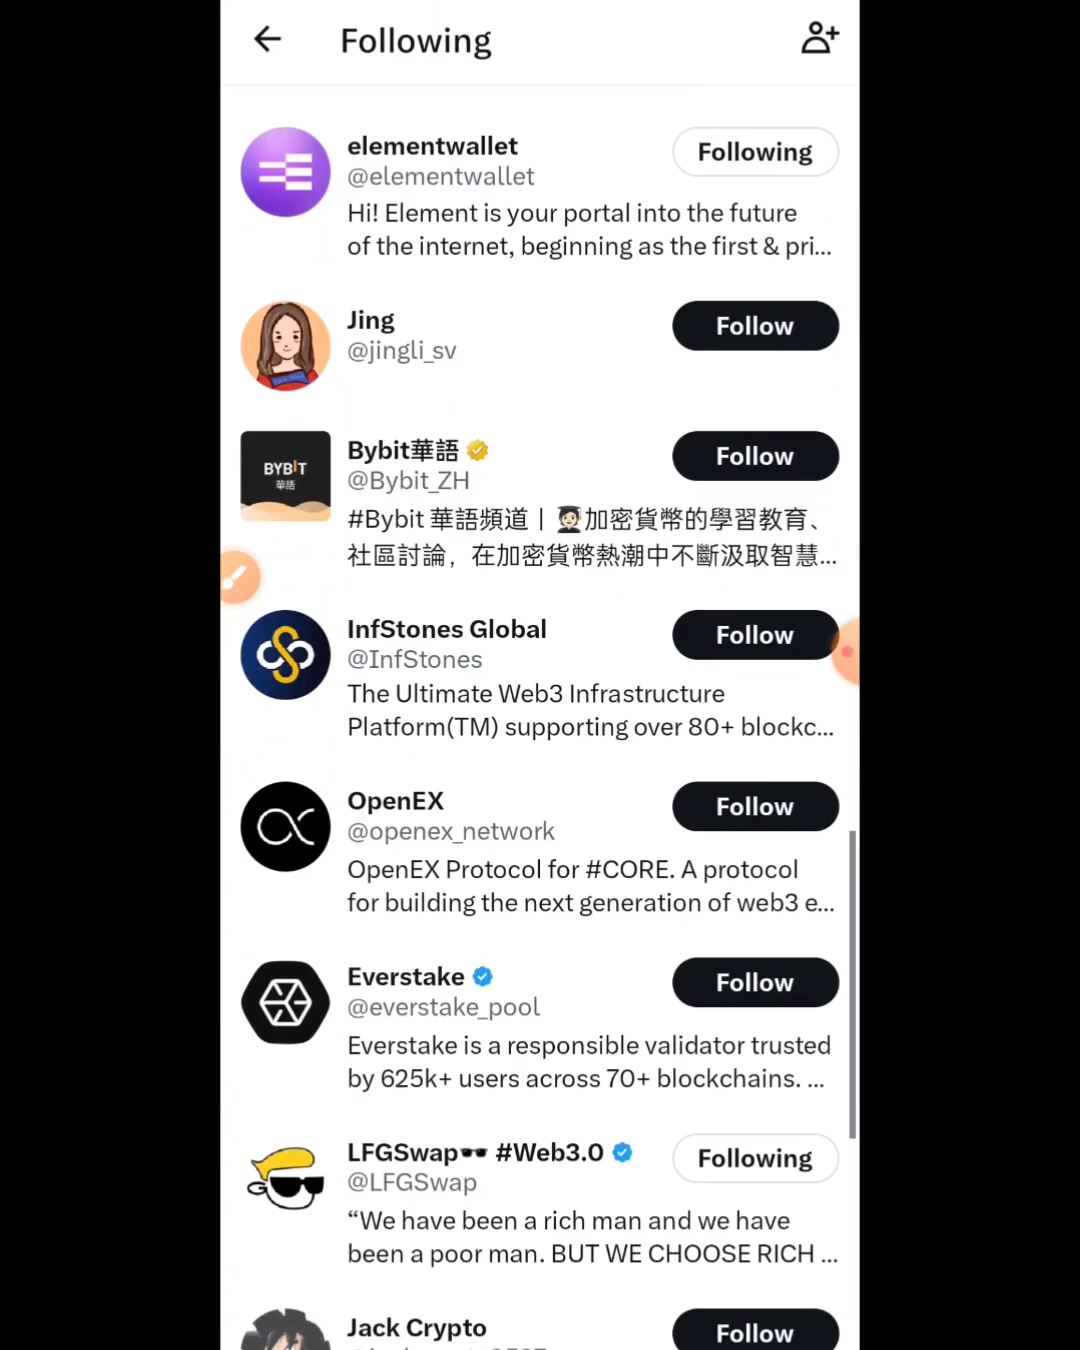 Following
elementwallet
Following
@elementwallet
Hi! Element is your portal into the future
of the internet, beginning as the first & pri...
Jing
Follow
@jingli_sv
BYBIT
華語
Bybit華語
Follow
@Bybit_ZH
#Bybit 華語頻道丨🧑🏻‍🎓加密貨幣的學習教育、
社區討論，在加密貨幣熱潮中不斷汲取智慧...
InfStones Global
Follow
@InfStones
The Ultimate Web3 Infrastructure
Platform(TM) supporting over 80+ blockc...
OpenEX
Follow
@openex_network
OpenEX Protocol for #CORE. A protocol
for building the next generation of web3 e...
Everstake
Follow
@everstake_pool
Everstake is a responsible validator trusted
by 625k+ users across 70+ blockchains. ...
LFGSwap🕶️ #Web3.0
Following
@LFGSwap
“We have been a rich man and we have
been a poor man. BUT WE CHOOSE RICH ...
Jack Crypto
Follow